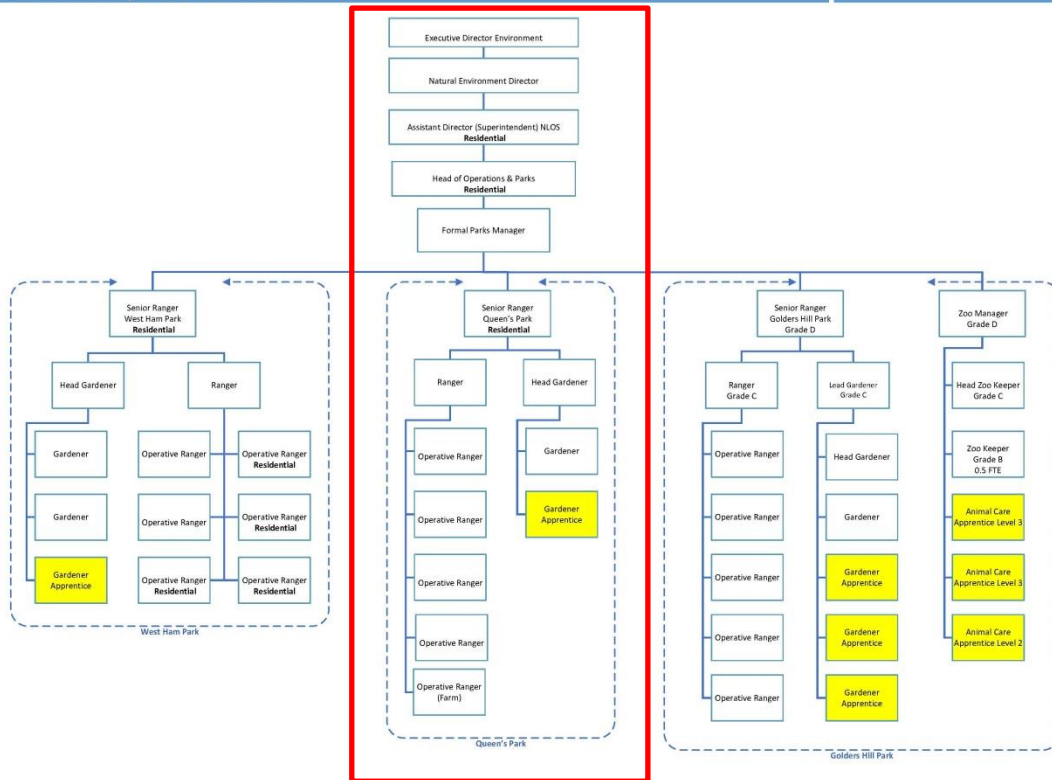 Executive Director Environment
Natural Environment Director
Assistant Director (Superintendent) NLOS
Residential
Head of Operations & Parks
Residential
Formal Parks Manager
Senior Ranger
West Ham Park
Residential
Head Gardener
Ranger
Gardener
Operative Ranger
Operative Ranger
Residential
Gardener
Operative Ranger
Operative Ranger
Residential
Gardener
Apprentice
Operative Ranger
Residential
Operative Ranger
Residential
West Ham Park
Senior Ranger
Queen's Park
Residential
Ranger
Head Gardener
Operative Ranger
Gardener
Operative Ranger
Gardener
Apprentice
Operative Ranger
Operative Ranger
Operative Ranger
(Farm)
Queen's Park
Senior Ranger
Golders Hill Park
Grade D
Zoo Manager
Grade D
Ranger
Grade C
Lead Gardener
Grade C
Head Zoo Keeper
Grade C
Operative Ranger
Head Gardener
Zoo Keeper
Grade B
0.5 FTE
Operative Ranger
Gardener
Animal Care
Apprentice Level 3
Operative Ranger
Gardener
Apprentice
Animal Care
Apprentice Level 3
Operative Ranger
Gardener
Apprentice
Animal Care
Apprentice Level 2
Operative Ranger
Gardener
Apprentice
Golders Hill Park